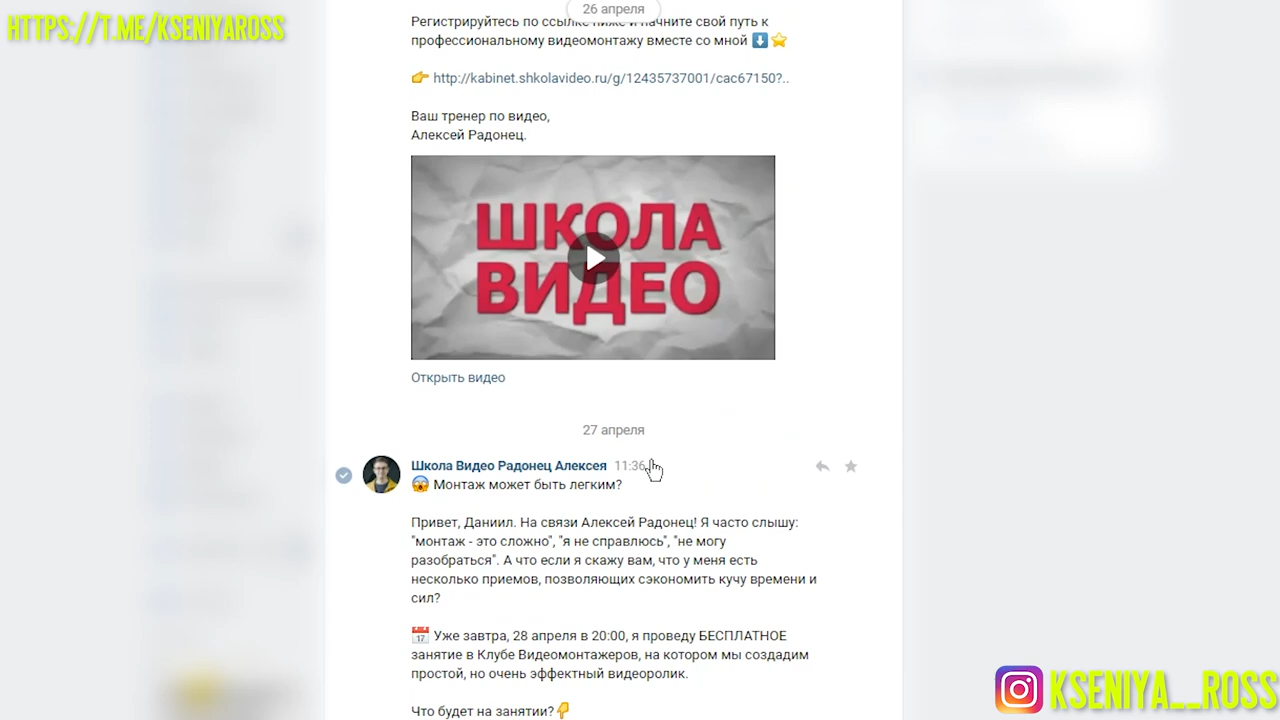 HTTPS://T.ME/KSENIYAROSS
26 апреля
Регистрируйтесь по ссылке ниже и начните свой путь к
профессиональному видеомонтажу вместе со мной ⬇️⭐
👉 http://kabinet.shkolavideo.ru/g/12435737001/cac67150?..
Ваш тренер по видео,
Алексей Радонец.
ШКОЛА
ВИДЕО
Открыть видео
27 апреля
Школа Видео Радонец Алексея 11:36
😱 Монтаж может быть легким?
Привет, Даниил. На связи Алексей Радонец! Я часто слышу:
"монтаж - это сложно", "я не справлюсь", "не могу
разобраться". А что если я скажу вам, что у меня есть
несколько приемов, позволяющих сэкономить кучу времени и
сил?
📅 Уже завтра, 28 апреля в 20:00, я проведу БЕСПЛАТНОЕ
занятие в Клубе Видеомонтажеров, на котором мы создадим
простой, но очень эффектный видеоролик.
Что будет на занятии?👇
KSENIYA__ROSS